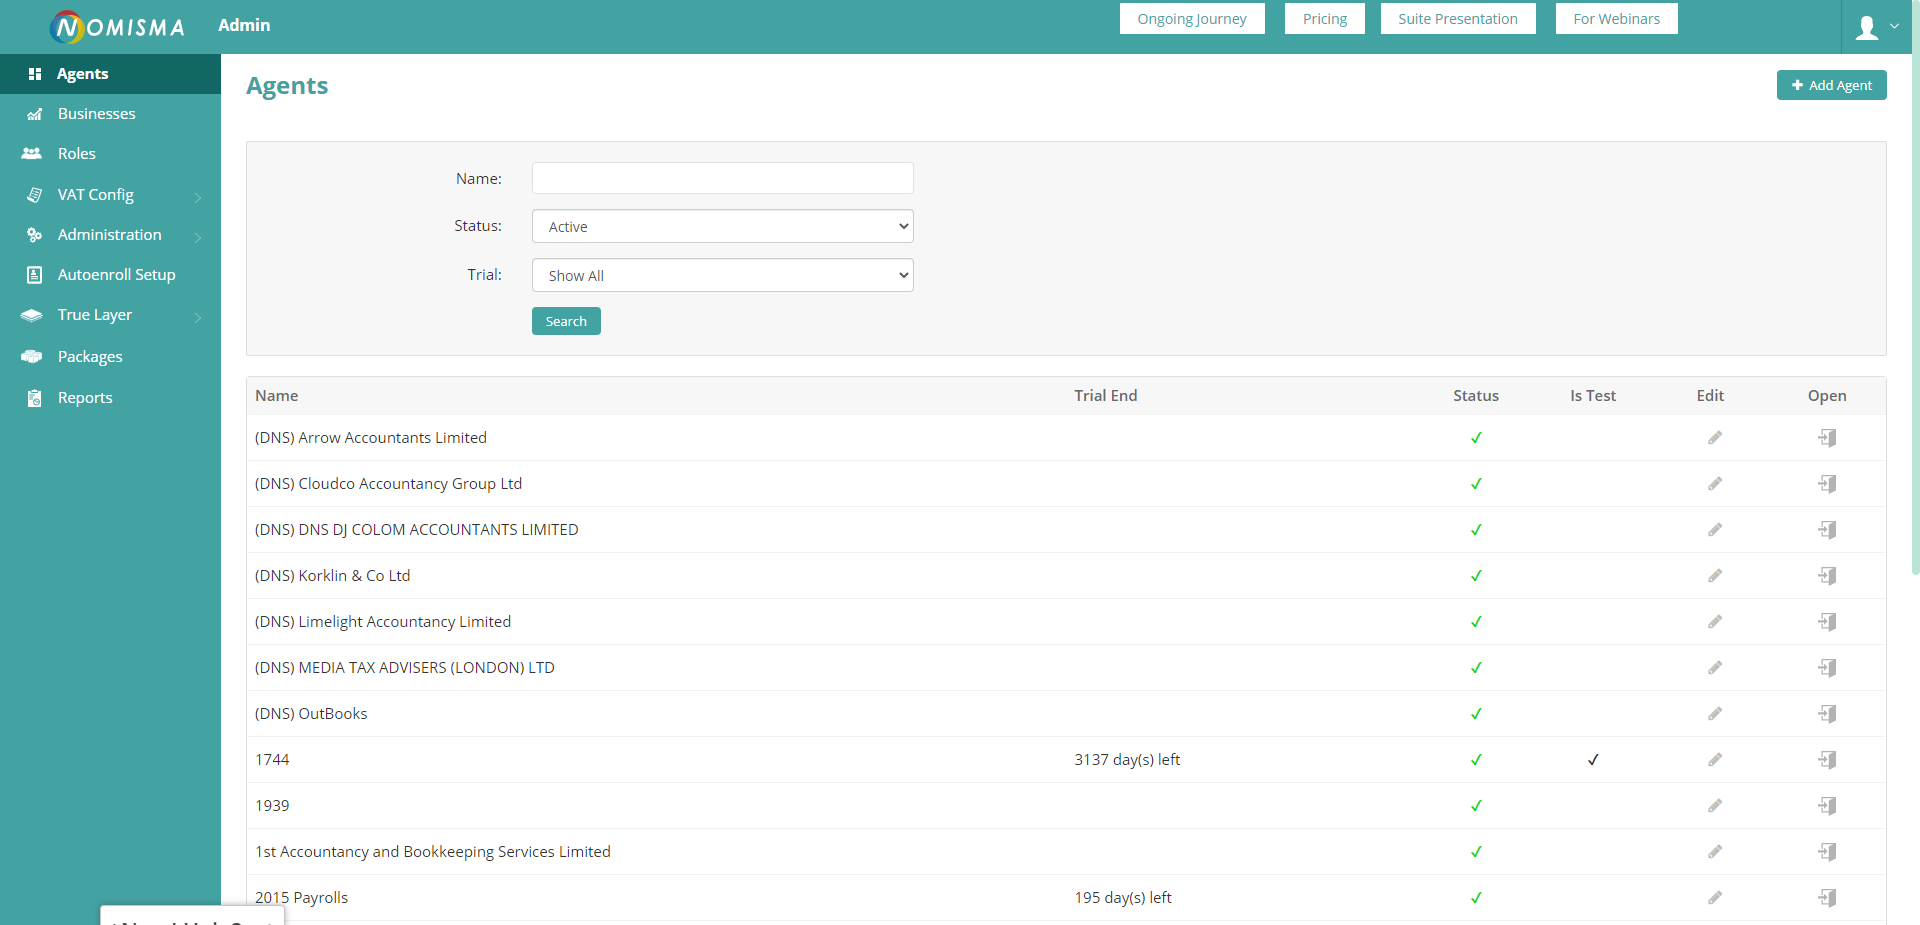 NOMISMA Admin Ongoing Journey Pricing Suite Presentation For Webinars
Agents
Businesses
Roles
VAT Config
Administration
Autoenroll Setup
True Layer
Packages
Reports
Agents
Add Agent
Name:
Status: Active
Trial: Show All
Search
Name Trial End Status Is Test Edit Open
(DNS) Arrow Accountants Limited
(DNS) Cloudco Accountancy Group Ltd
(DNS) DNS DJ COLOM ACCOUNTANTS LIMITED
(DNS) Korklin & Co Ltd
(DNS) Limelight Accountancy Limited
(DNS) MEDIA TAX ADVISERS (LONDON) LTD
(DNS) OutBooks
1744 3137 day(s) left
1939
1st Accountancy and Bookkeeping Services Limited
2015 Payrolls 195 day(s) left